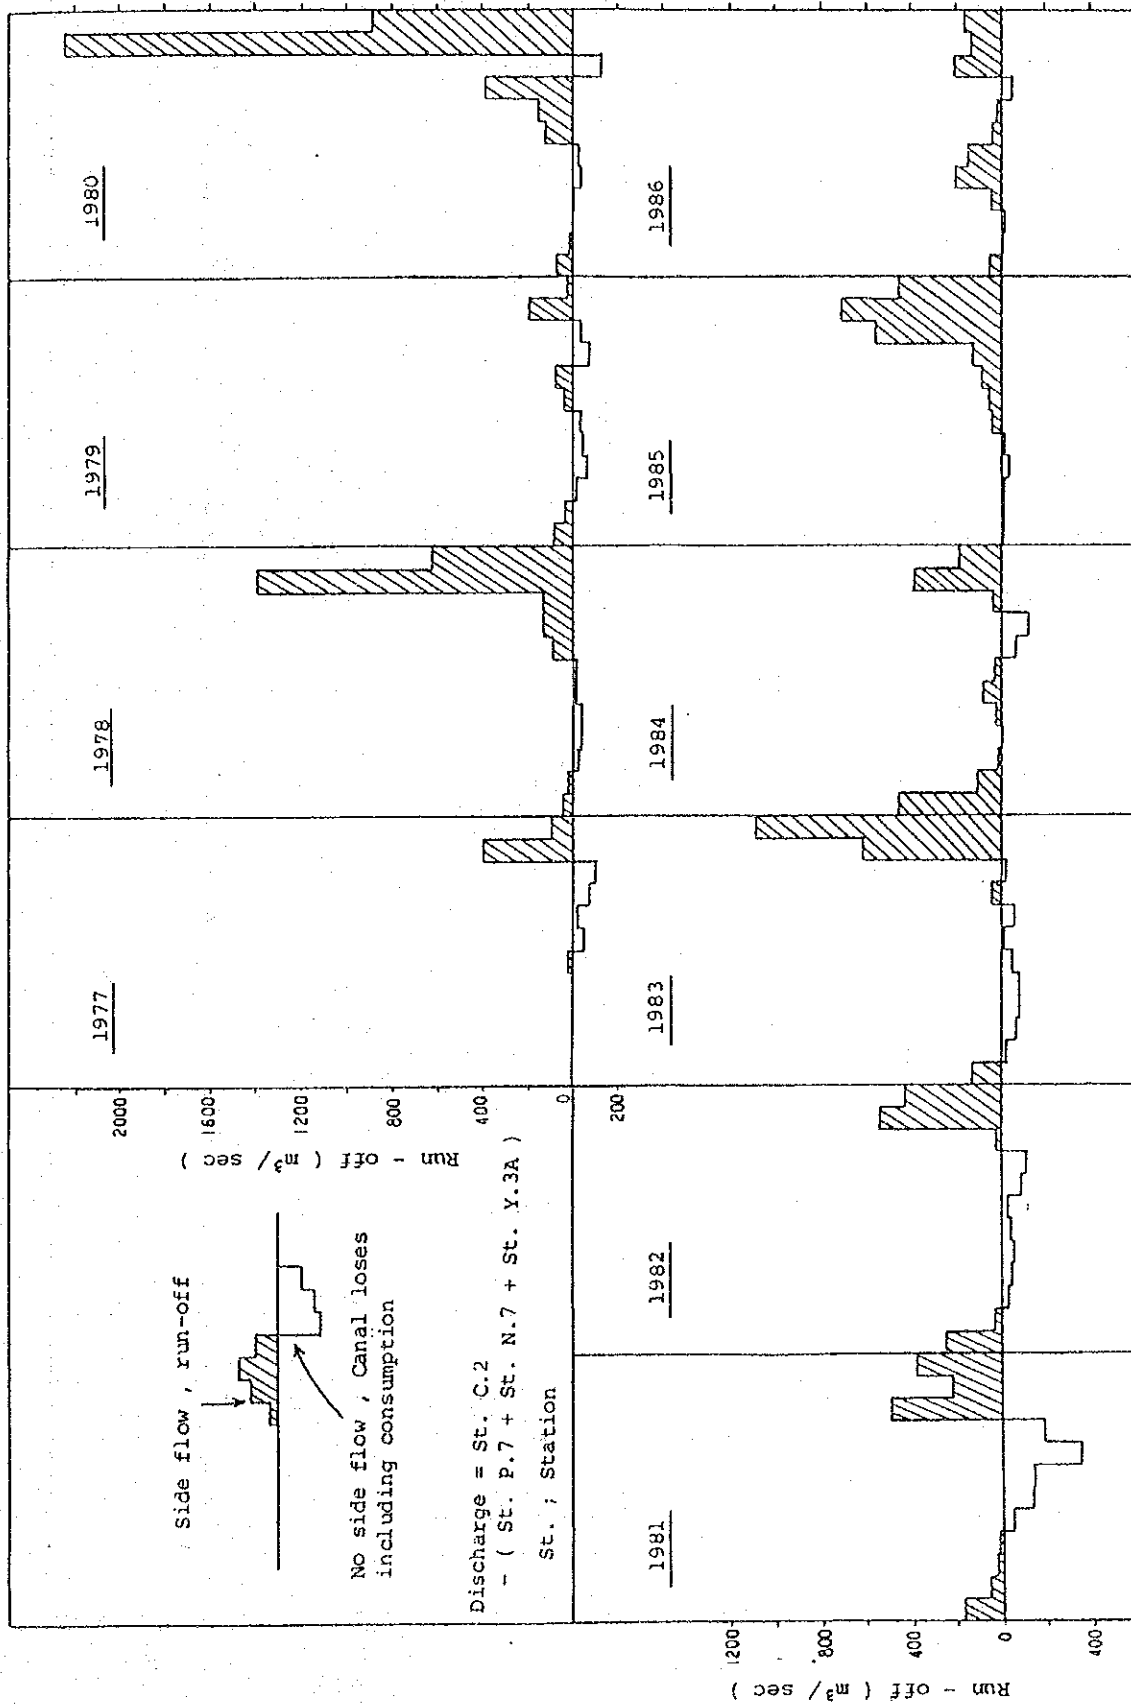 Side flow , run-off
No side flow , Canal loses
including consumption
Discharge = St. C.2
- ( St. P.7 + St. N.7 + St. Y.3A )
St. ; Station
Run - off ( m³/sec )
2000
1600
1200
800
400
0
200
1977
1978
1979
1980
Run - off ( m³/sec )
1200
800
400
0
400
1981
1982
1983
1984
1985
1986